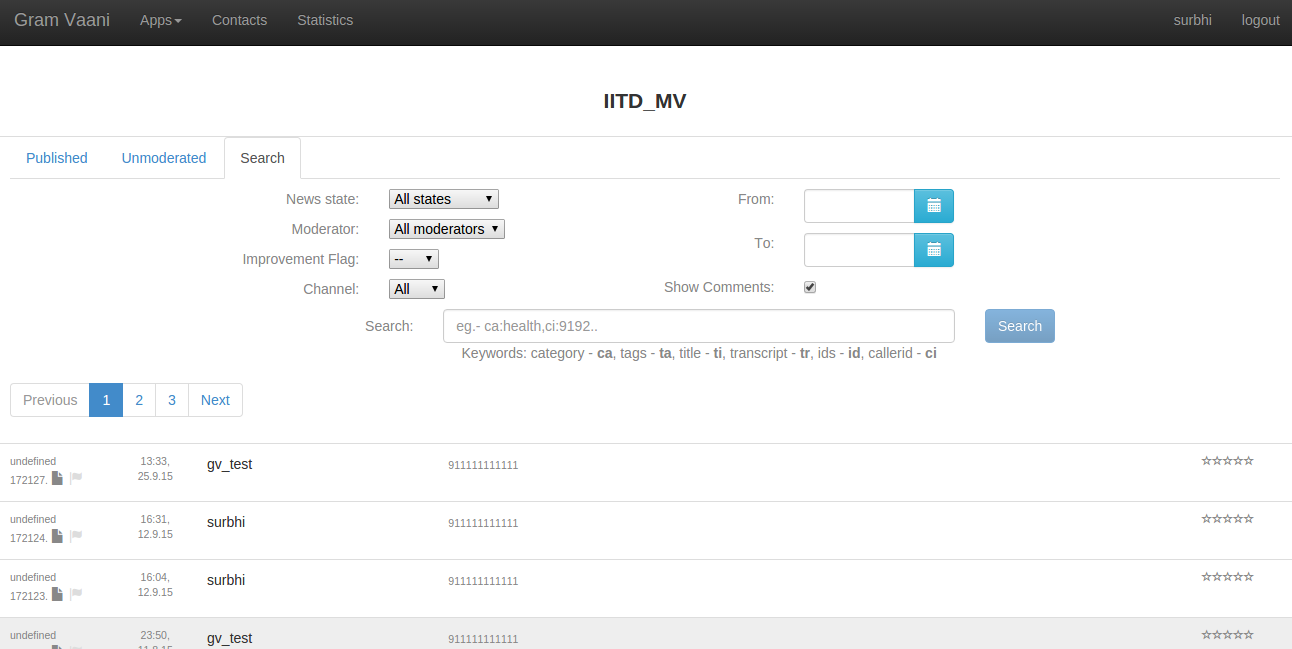 Gram Vaani Apps Contacts Statistics surbhi logout
IITD_MV
Published Unmoderated Search
News state: All states From:
Moderator: All moderators
To:
Improvement Flag: --
Channel: All Show Comments:
Search: eg.- ca:health,ci:9192.. Search
Keywords: category - ca, tags - ta, title - ti, transcript - tr, ids - id, callerid - ci
Previous 1 2 3 Next
undefined 13:33, gv_test 911111111111
172127. 25.9.15
undefined 16:31, surbhi 911111111111
172124. 12.9.15
undefined 16:04, surbhi 911111111111
172123. 12.9.15
undefined 23:50, gv_test 911111111111